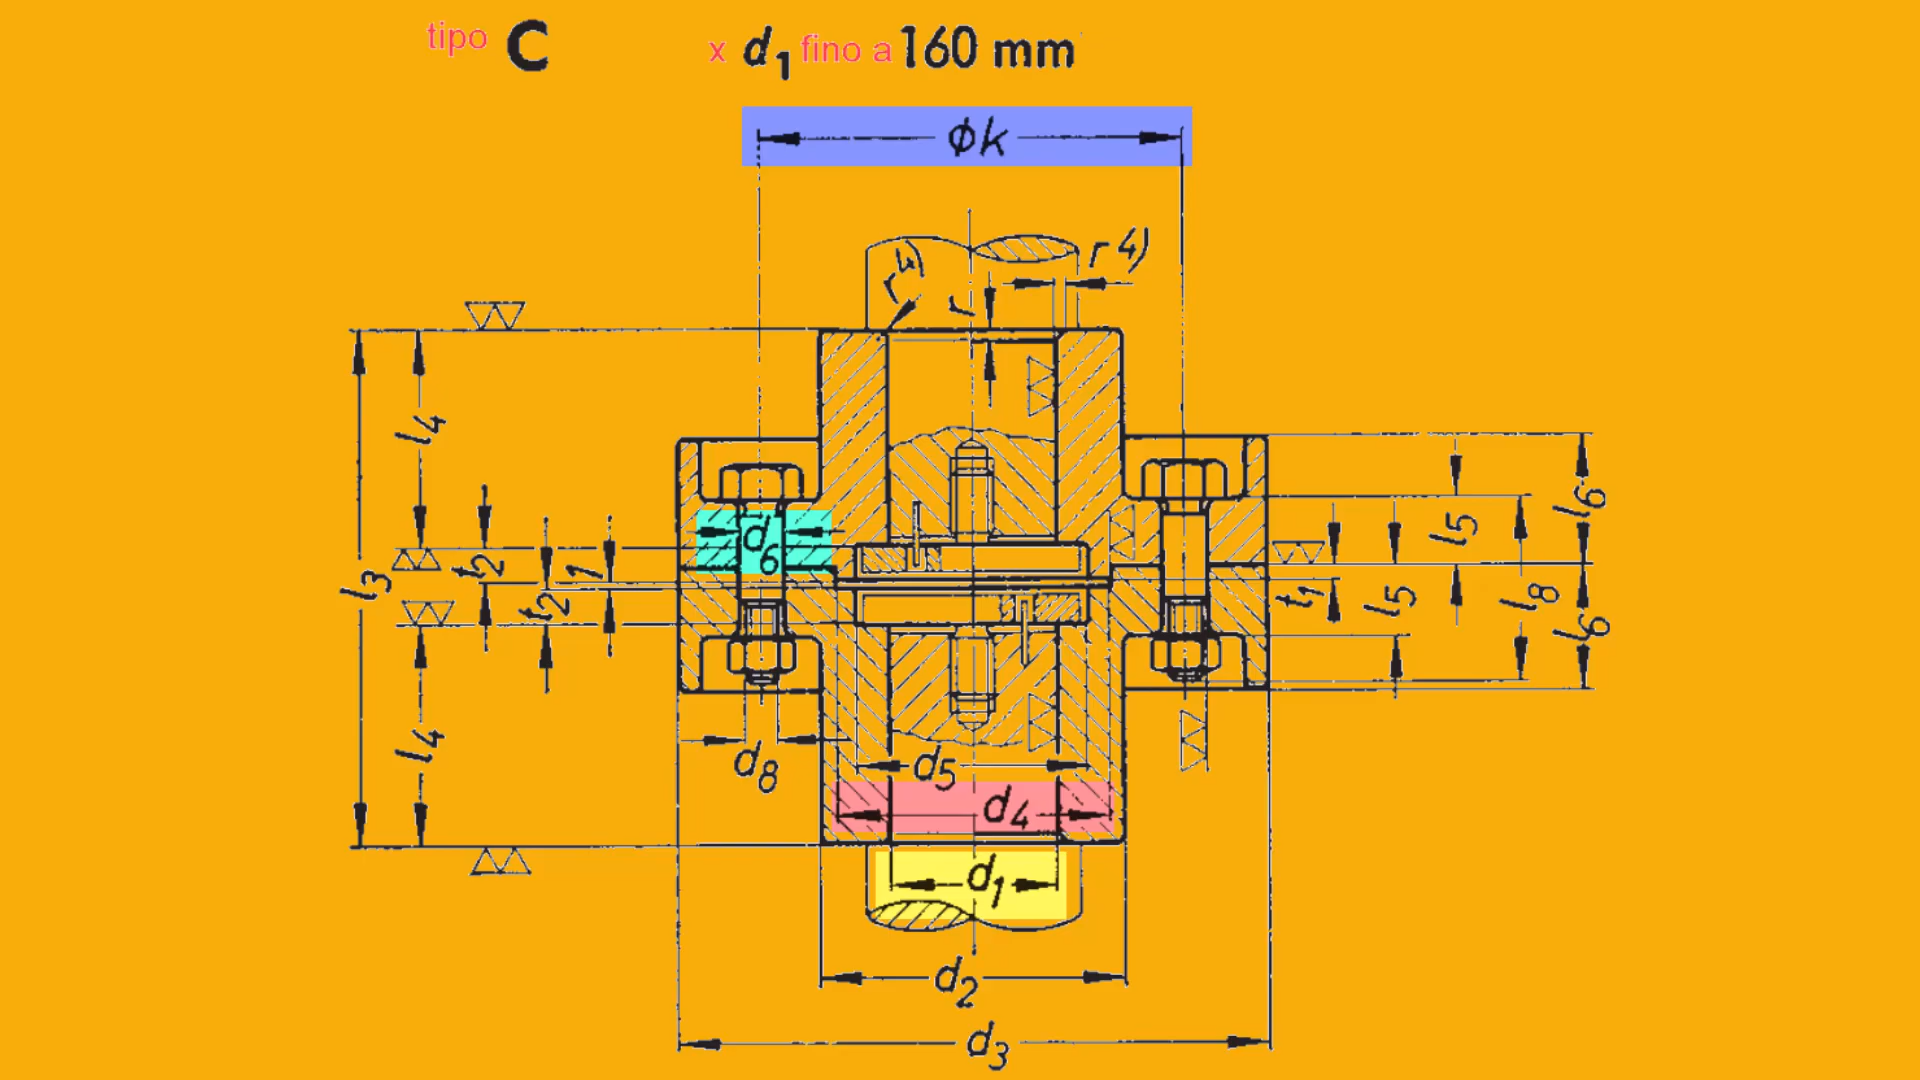 tipo C x d1 fino a 160 mm
ϕk
r4)
r4)
r
l4
l6
l5
d6
t2
1
l3
t2
t1
l5
l8
l6
l4
d8
d5
d4
d1
d2
d3